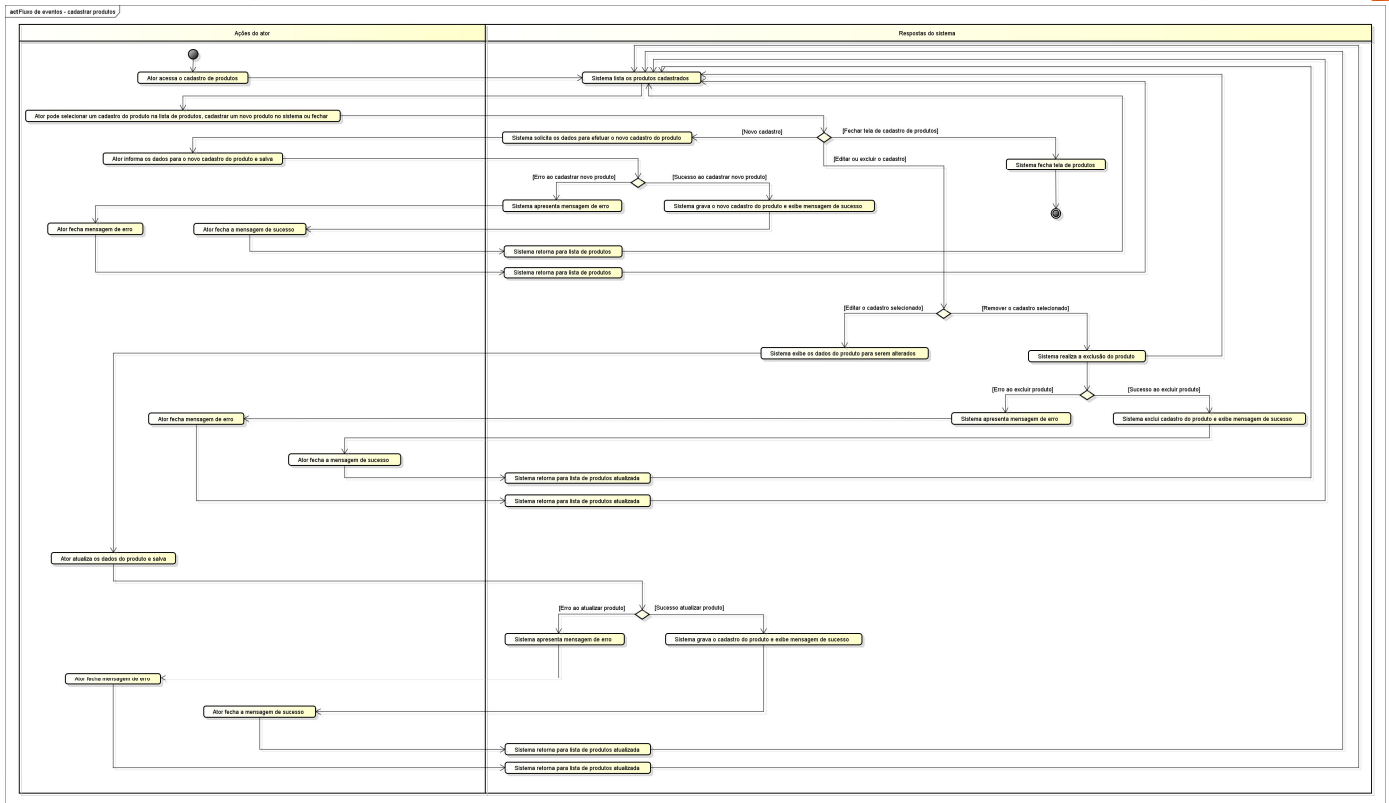 act Fluxo de eventos - cadastrar produtos
Ações do ator
Respostas do sistema
Ator acessa o cadastro de produtos
Sistema lista os produtos cadastrados
Ator pode selecionar um cadastro do produto na lista de produtos, cadastrar um novo produto no sistema ou fechar
Sistema solicita os dados para efetuar o novo cadastro do produto
[Novo cadastro]
[Fechar tela de cadastro de produtos]
Ator informa os dados para o novo cadastro do produto e salva
[Editar ou excluir o cadastro]
Sistema fecha tela de produtos
[Erro ao cadastrar novo produto]
[Sucesso ao cadastrar novo produto]
Sistema apresenta mensagem de erro
Sistema grava o novo cadastro do produto e exibe mensagem de sucesso
Ator fecha mensagem de erro
Ator fecha a mensagem de sucesso
Sistema retorna para lista de produtos
Sistema retorna para lista de produtos
[Editar o cadastro selecionado]
[Remover o cadastro selecionado]
Sistema exibe os dados do produto para serem alterados
Sistema realiza a exclusão do produto
[Erro ao excluir produto]
[Sucesso ao excluir produto]
Ator fecha mensagem de erro
Sistema apresenta mensagem de erro
Sistema exclui cadastro do produto e exibe mensagem de sucesso
Ator fecha a mensagem de sucesso
Sistema retorna para lista de produtos atualizada
Sistema retorna para lista de produtos atualizada
Ator atualiza os dados do produto e salva
[Erro ao atualizar produto]
[Sucesso atualizar produto]
Sistema apresenta mensagem de erro
Sistema grava o cadastro do produto e exibe mensagem de sucesso
Ator fecha mensagem de erro
Ator fecha a mensagem de sucesso
Sistema retorna para lista de produtos atualizada
Sistema retorna para lista de produtos atualizada